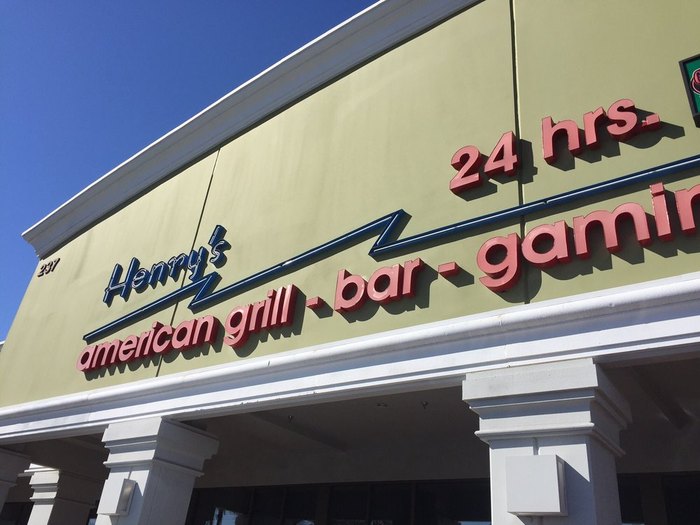 237
Henry's
24 hrs.
american grill - bar - gamin